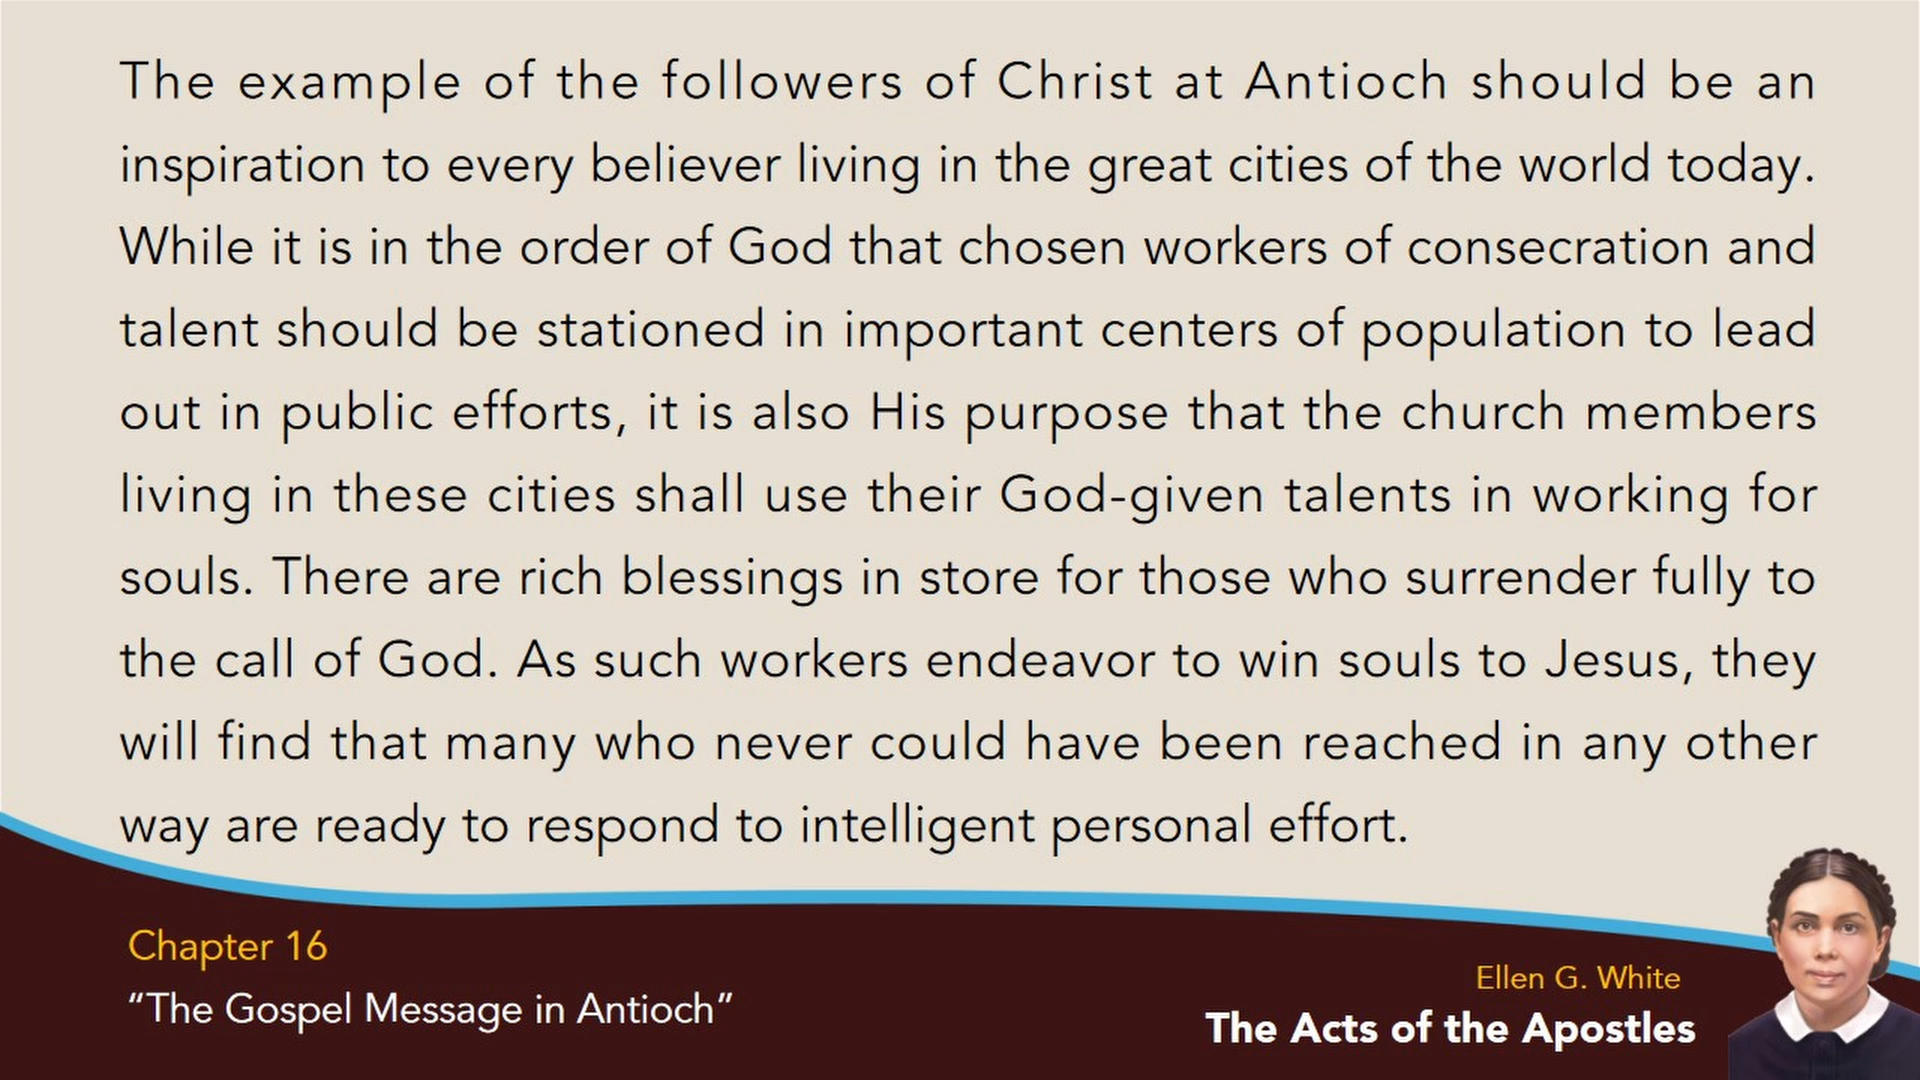 The example of the followers of Christ at Antioch should be an
inspiration to every believer living in the great cities of the world today.
While it is in the order of God that chosen workers of consecration and
talent should be stationed in important centers of population to lead
out in public efforts, it is also His purpose that the church members
living in these cities shall use their God-given talents in working for
souls. There are rich blessings in store for those who surrender fully to
the call of God. As such workers endeavor to win souls to Jesus, they
will find that many who never could have been reached in any other
way are ready to respond to intelligent personal effort.
Chapter 16
“The Gospel Message in Antioch”
Ellen G. White
The Acts of the Apostles